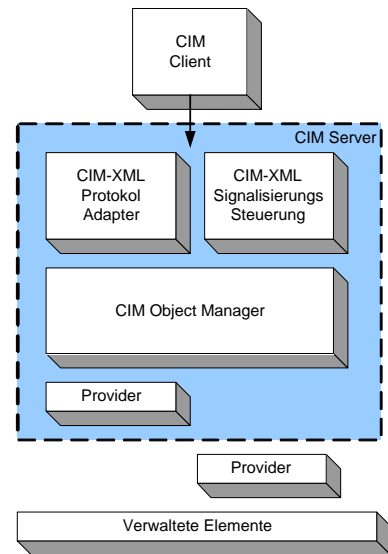 CIM
Client
CIM Server
CIM-XML
Protokol
Adapter
CIM-XML
Signalisierungs
Steuerung
CIM Object Manager
Provider
Provider
Verwaltete Elemente